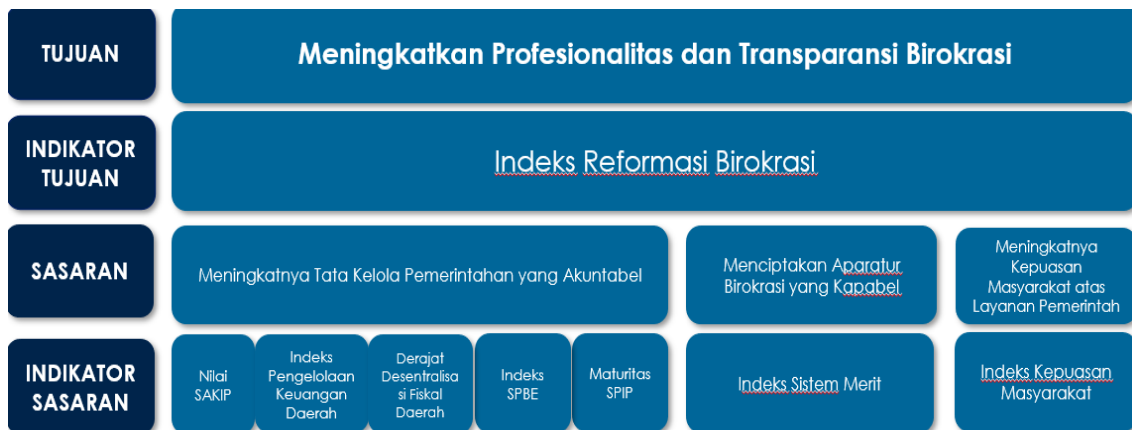 TUJUAN
Meningkatkan Profesionalitas dan Transparansi Birokrasi
INDIKATOR
TUJUAN
Indeks Reformasi Birokrasi
SASARAN
Meningkatnya Tata Kelola Pemerintahan yang Akuntabel
Menciptakan Aparatur
Birokrasi yang Kapabel
Meningkatnya
Kepuasan
Masyarakat atas
Layanan Pemerintah
INDIKATOR
SASARAN
Nilai
SAKIP
Indeks
Pengelolaan
Keuangan
Daerah
Derajat
Desentralisa
si Fiskal
Daerah
Indeks
SPBE
Maturitas
SPIP
Indeks Sistem Merit
Indeks Kepuasan
Masyarakat